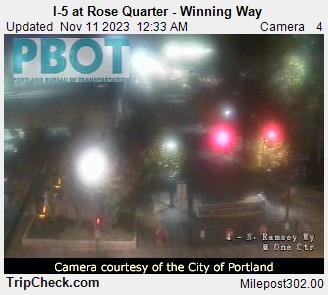 I-5 at Rose Quarter - Winning Way
Updated Nov 11 2023 12:33 AM Camera 4
PBOT
PORTLAND BUREAU OF TRANSPORTATION
4 - N. Ramsey Wy
@ One Ctr
Camera courtesy of the City of Portland
TripCheck.com Milepost302.00